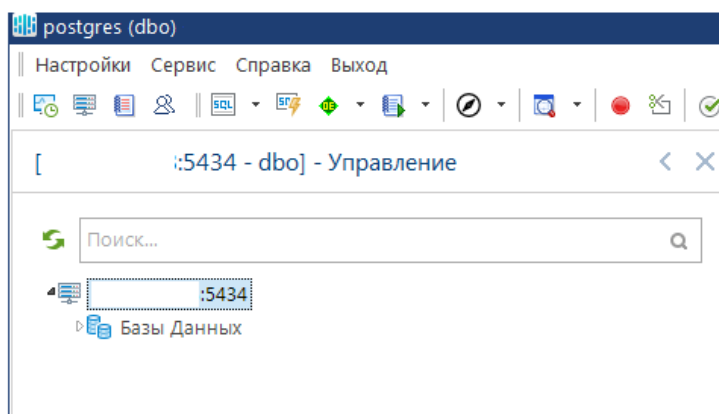 postgres (dbo)
Настройки Сервис Справка Выход
SQL
[ :5434 - dbo] - Управление
Поиск...
:5434
Базы Данных